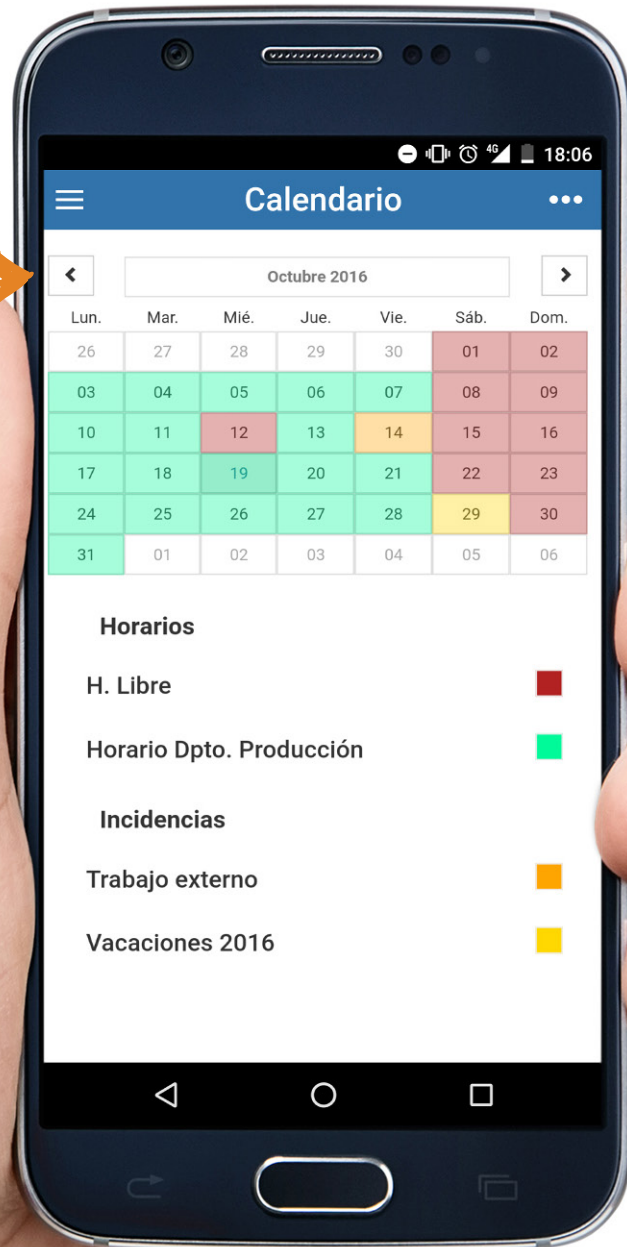 4G 18:06
Calendario
Octubre 2016
Lun. Mar. Mié. Jue. Vie. Sáb. Dom.
26 27 28 29 30 01 02
03 04 05 06 07 08 09
10 11 12 13 14 15 16
17 18 19 20 21 22 23
24 25 26 27 28 29 30
31 01 02 03 04 05 06
Horarios
H. Libre
Horario Dpto. Producción
Incidencias
Trabajo externo
Vacaciones 2016